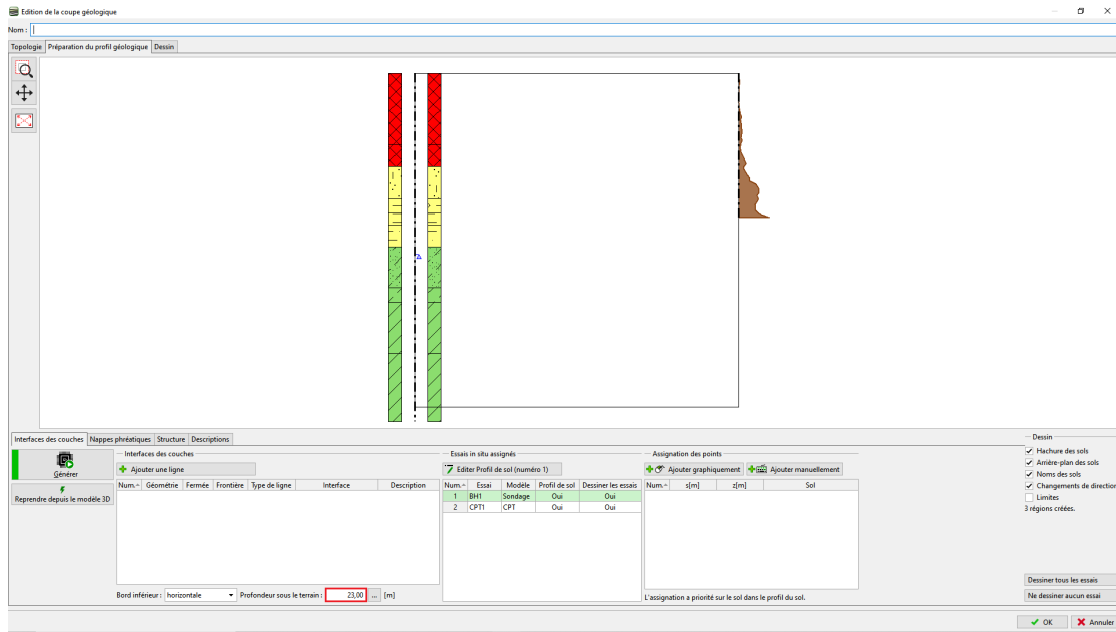 Edition de la coupe géologique
Nom :
Topologie Préparation du profil géologique Dessin
Interfaces des couches Nappes phréatiques Structure Descriptions
Générer
Reprendre depuis le modèle 3D
Interfaces des couches
Ajouter une ligne
Num. Géométrie Fermée Frontière Type de ligne Interface Description
Bord inférieur : horizontale Profondeur sous le terrain : 23,00 ... [m]
Essais in situ assignés
Editer Profil de sol (numéro 1)
Num. Essai Modèle Profil de sol Dessiner les essais
1 BH1 Sondage Oui Oui
2 CPT1 CPT Oui Oui
Assignation des points
Ajouter graphiquement Ajouter manuellement
Num. s[m] z[m] Sol
L'assignation a priorité sur le sol dans le profil du sol.
Dessin
Hachure des sols
Arrière-plan des sols
Noms des sols
Changements de direction
Limites
3 régions créées.
Dessiner tous les essais
Ne dessiner aucun essai
OK Annuler